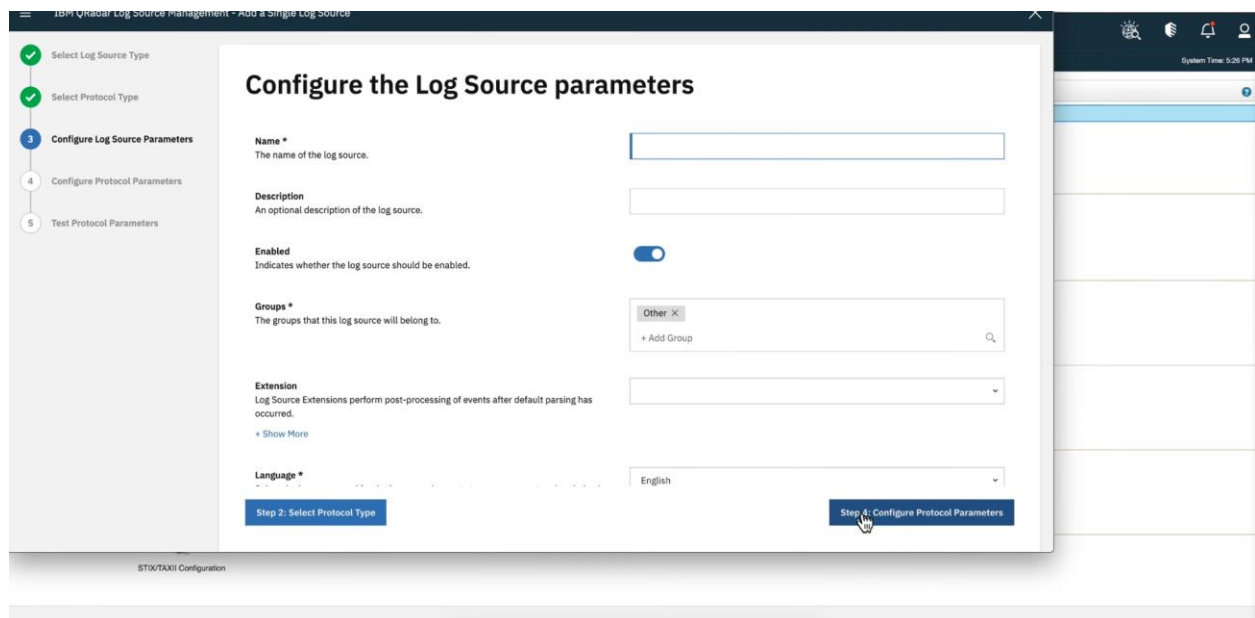 IBM QRadar Log Source Management - Add a Single Log Source
System Time: 5:26 PM
Select Log Source Type
Select Protocol Type
3 Configure Log Source Parameters
4 Configure Protocol Parameters
5 Test Protocol Parameters
Configure the Log Source parameters
Name *
The name of the log source.
Description
An optional description of the log source.
Enabled
Indicates whether the log source should be enabled.
Groups *
The groups that this log source will belong to.
Other ×
+ Add Group
Extension
Log Source Extensions perform post-processing of events after default parsing has
occurred.
+ Show More
Language *
English
Step 2: Select Protocol Type
Step 4: Configure Protocol Parameters
STIX/TAXII Configuration